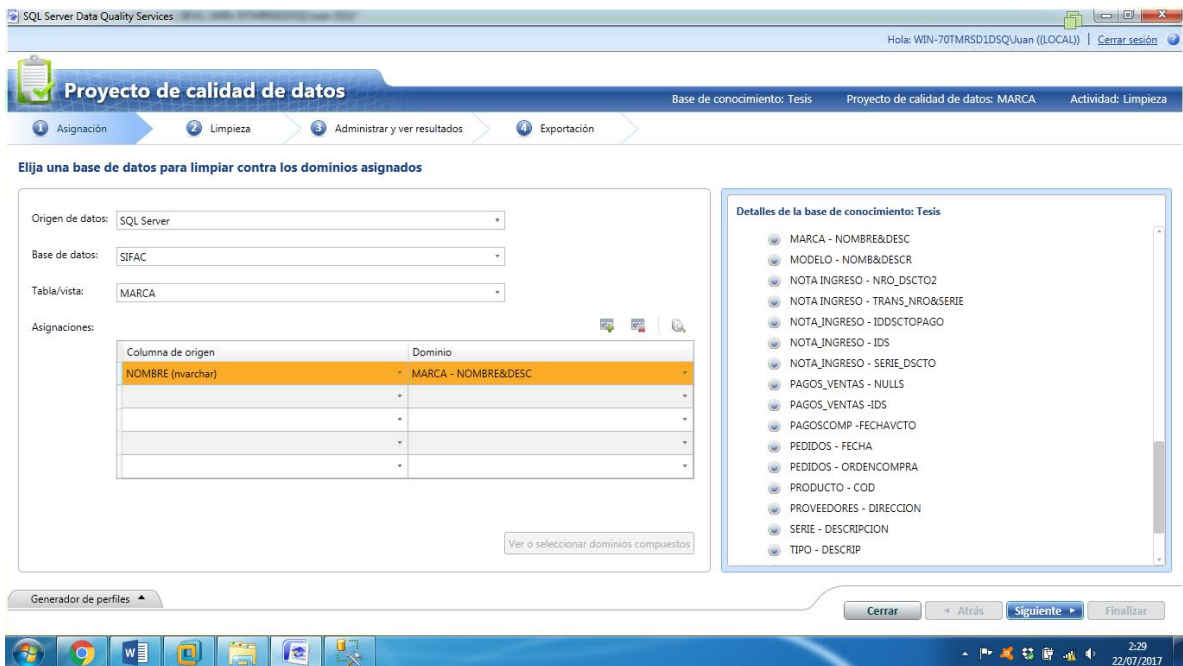 SQL Server Data Quality Services
Hola: WIN-70TMRSD1DSQ\Juan ((LOCAL)) | Cerrar sesión
Proyecto de calidad de datos
Base de conocimiento: Tesis Proyecto de calidad de datos: MARCA Actividad: Limpieza
1 Asignación 2 Limpieza 3 Administrar y ver resultados 4 Exportación
Elija una base de datos para limpiar contra los dominios asignados
Origen de datos: SQL Server
Base de datos: SIFAC
Tabla/vista: MARCA
Asignaciones:
Columna de origen Dominio
NOMBRE (nvarchar) MARCA - NOMBRE&DESC
Ver o seleccionar dominios compuestos
Detalles de la base de conocimiento: Tesis
MARCA - NOMBRE&DESC
MODELO - NOMB&DESCR
NOTA INGRESO - NRO_DSCTO2
NOTA INGRESO - TRANS_NRO&SERIE
NOTA_INGRESO - IDDSCTOPAGO
NOTA_INGRESO - IDS
NOTA_INGRESO - SERIE_DSCTO
PAGOS_VENTAS - NULLS
PAGOS_VENTAS -IDS
PAGOSCOMP -FECHAVCTO
PEDIDOS - FECHA
PEDIDOS - ORDENCOMPRA
PRODUCTO - COD
PROVEEDORES - DIRECCION
SERIE - DESCRIPCION
TIPO - DESCRIP
Generador de perfiles
Cerrar Atrás Siguiente Finalizar
2:29
22/07/2017